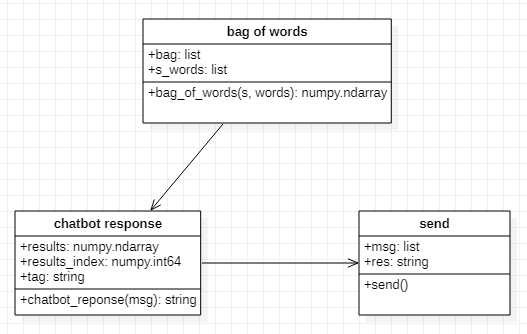 bag of words
+bag: list
+s_words: list
+bag_of_words(s, words): numpy.ndarray
chatbot response
+results: numpy.ndarray
+results_index: numpy.int64
+tag: string
+chatbot_reponse(msg): string
send
+msg: list
+res: string
+send()